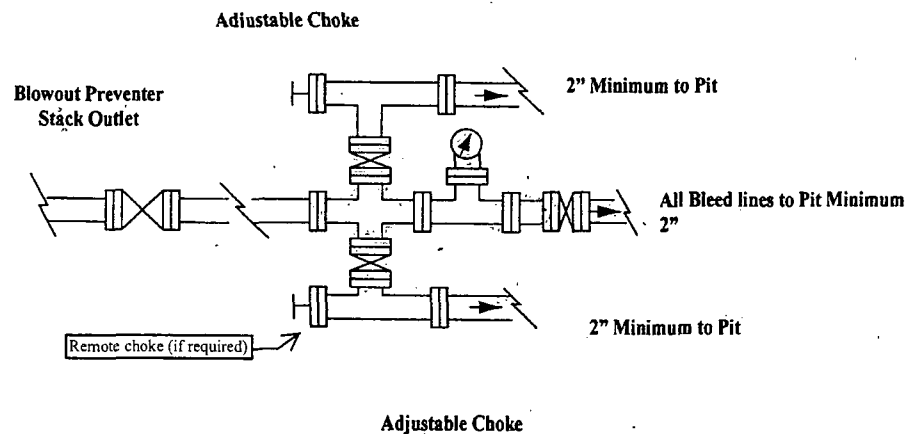 Adjustable Choke
Blowout Preventer
Stack Outlet
2" Minimum to Pit
All Bleed lines to Pit Minimum
2"
2" Minimum to Pit
Remote choke (if required)
Adjustable Choke